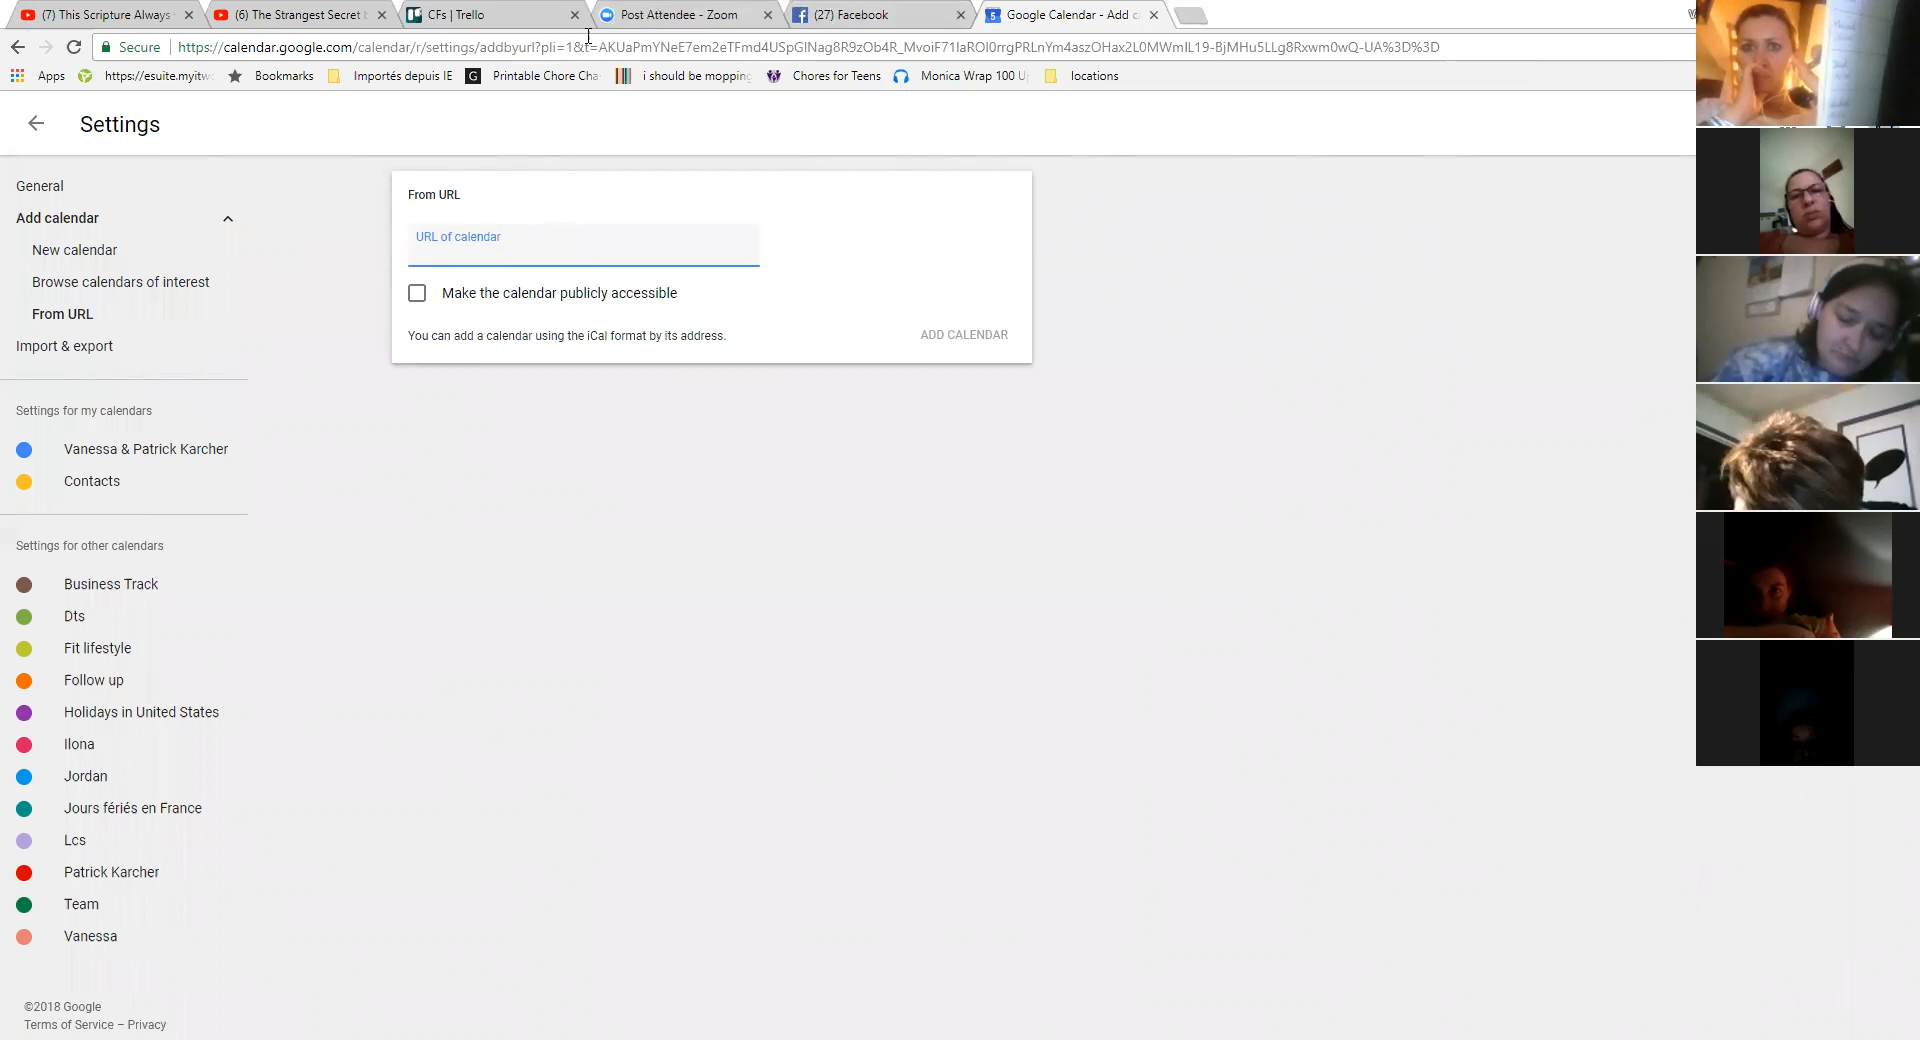 (7) This Scripture Always
(6) The Strangest Secret b
CFs | Trello
Post Attendee - Zoom
(27) Facebook
Google Calendar - Add c
Secure
https://calendar.google.com/calendar/r/settings/addbyurl?pli=1&t=AKUaPmYNeE7em2eTFmd4USpGlNag8R9zOb4R_MvoiF71IaROl0rrgPRLnYm4aszOHax2L0MWmIL19-BjMHu5LLg8Rxwm0wQ-UA%3D%3D
Apps
https://esuite.myitw
Bookmarks
Importés depuis IE
Printable Chore Cha
i should be mopping
Chores for Teens
Monica Wrap 100 U
locations
Settings
General
Add calendar
New calendar
Browse calendars of interest
From URL
Import & export
Settings for my calendars
Vanessa & Patrick Karcher
Contacts
Settings for other calendars
Business Track
Dts
Fit lifestyle
Follow up
Holidays in United States
Ilona
Jordan
Jours fériés en France
Lcs
Patrick Karcher
Team
Vanessa
©2018 Google
Terms of Service – Privacy
From URL
URL of calendar
Make the calendar publicly accessible
You can add a calendar using the iCal format by its address.
ADD CALENDAR